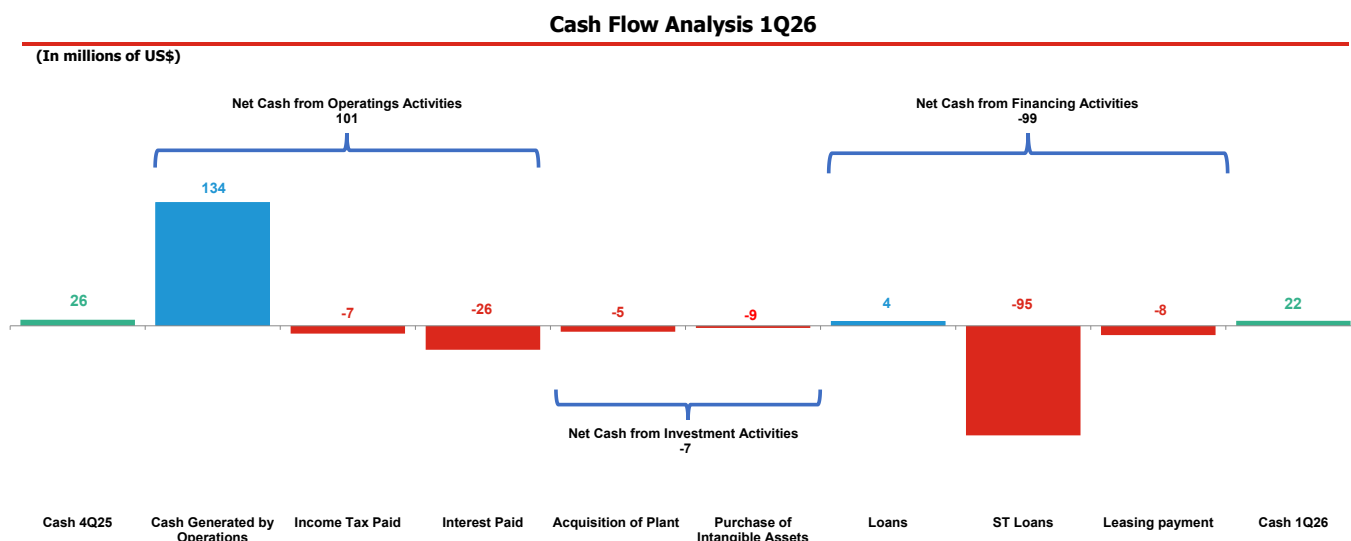 Cash Flow Analysis 1Q26
(In millions of US$)
Net Cash from Operatings Activities
101
Net Cash from Financing Activities
-99
134
26
-7
-26
-5
-9
4
-95
-8
22
Net Cash from Investment Activities
-7
Cash 4Q25
Cash Generated by
Operations
Income Tax Paid
Interest Paid
Acquisition of Plant
Purchase of
Intangible Assets
Loans
ST Loans
Leasing payment
Cash 1Q26